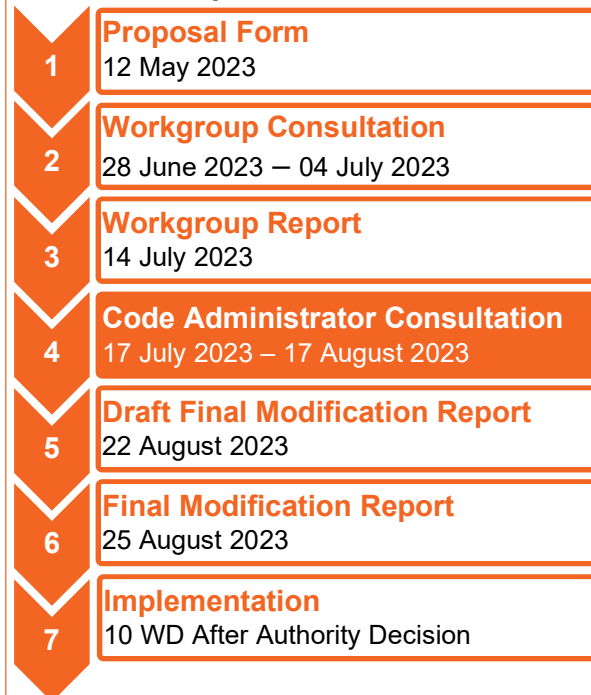 1
Proposal Form
12 May 2023
2
Workgroup Consultation
28 June 2023 – 04 July 2023
3
Workgroup Report
14 July 2023
4
Code Administrator Consultation
17 July 2023 – 17 August 2023
5
Draft Final Modification Report
22 August 2023
6
Final Modification Report
25 August 2023
7
Implementation
10 WD After Authority Decision